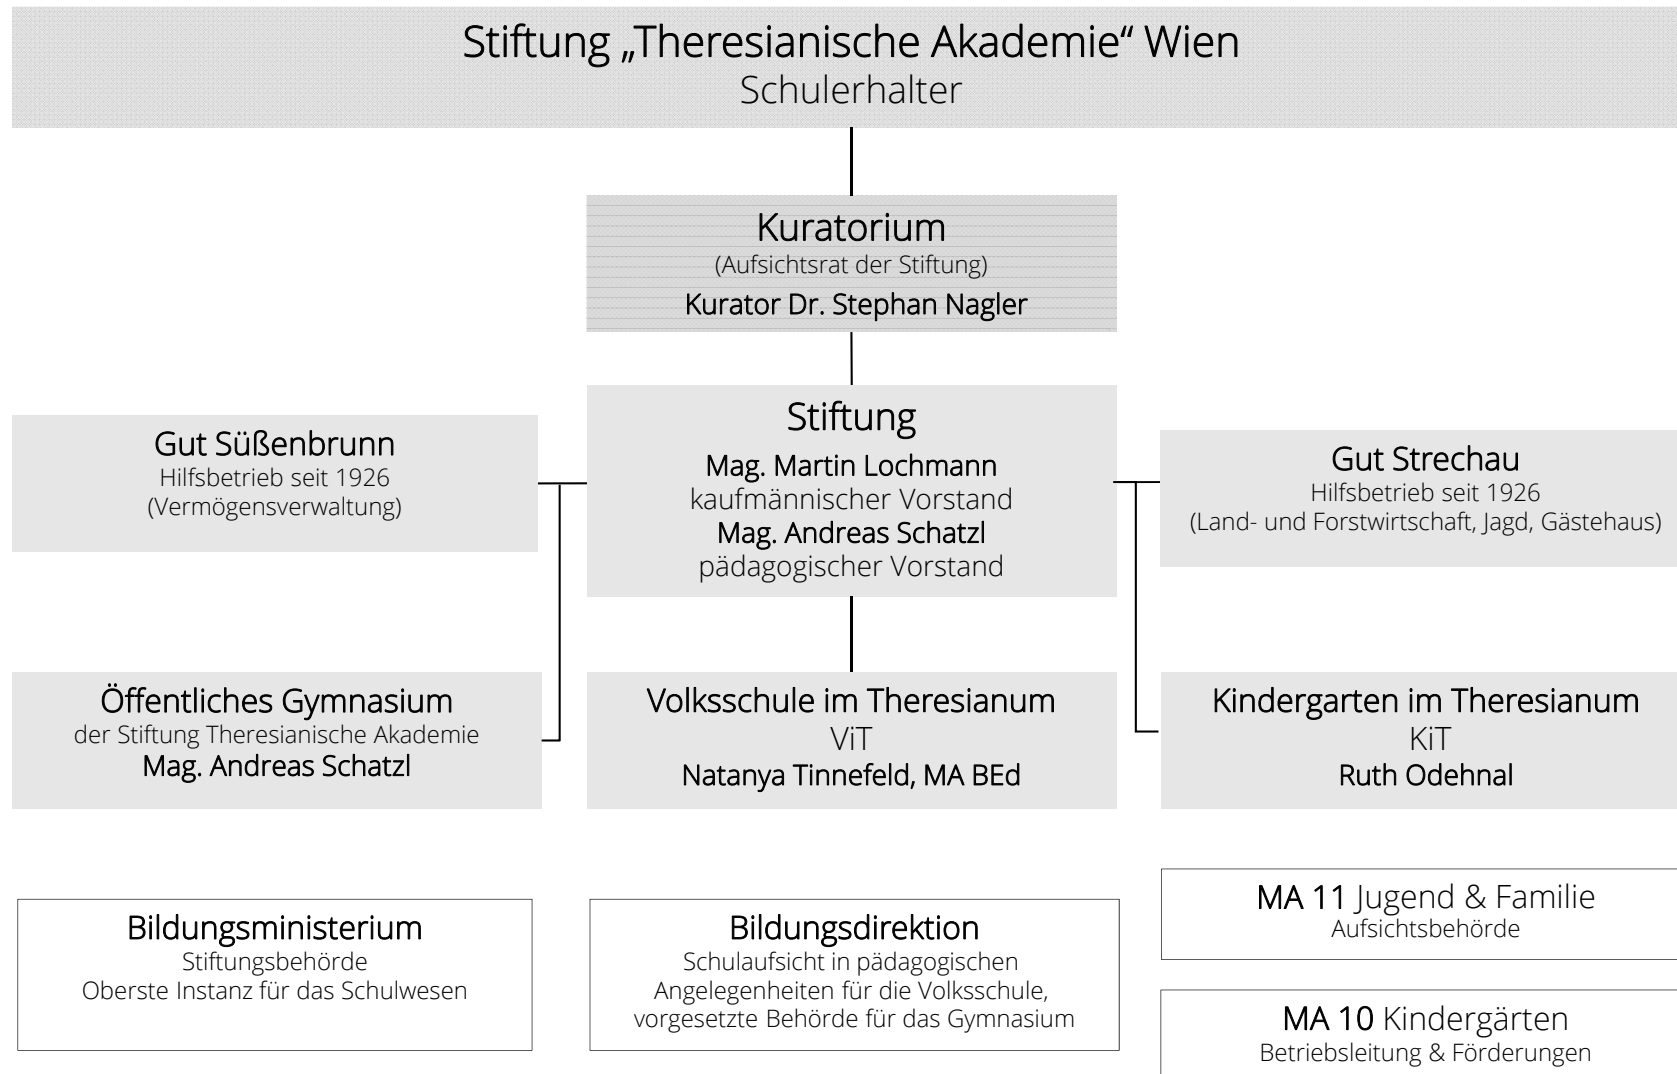 Stiftung „Theresianische Akademie“ Wien
Schulerhalter
Kuratorium
(Aufsichtsrat der Stiftung)
Kurator Dr. Stephan Nagler
Gut Süßenbrunn
Hilfsbetrieb seit 1926
(Vermögensverwaltung)
Stiftung
Mag. Martin Lochmann
kaufmännischer Vorstand
Mag. Andreas Schatzl
pädagogischer Vorstand
Gut Strechau
Hilfsbetrieb seit 1926
(Land- und Forstwirtschaft, Jagd, Gästehaus)
Öffentliches Gymnasium
der Stiftung Theresianische Akademie
Mag. Andreas Schatzl
Volksschule im Theresianum
ViT
Natanya Tinnefeld, MA BEd
Kindergarten im Theresianum
KiT
Ruth Odehnal
Bildungsministerium
Stiftungsbehörde
Oberste Instanz für das Schulwesen
Bildungsdirektion
Schulaufsicht in pädagogischen
Angelegenheiten für die Volksschule,
vorgesetzte Behörde für das Gymnasium
MA 11 Jugend & Familie
Aufsichtsbehörde
MA 10 Kindergärten
Betriebsleitung & Förderungen